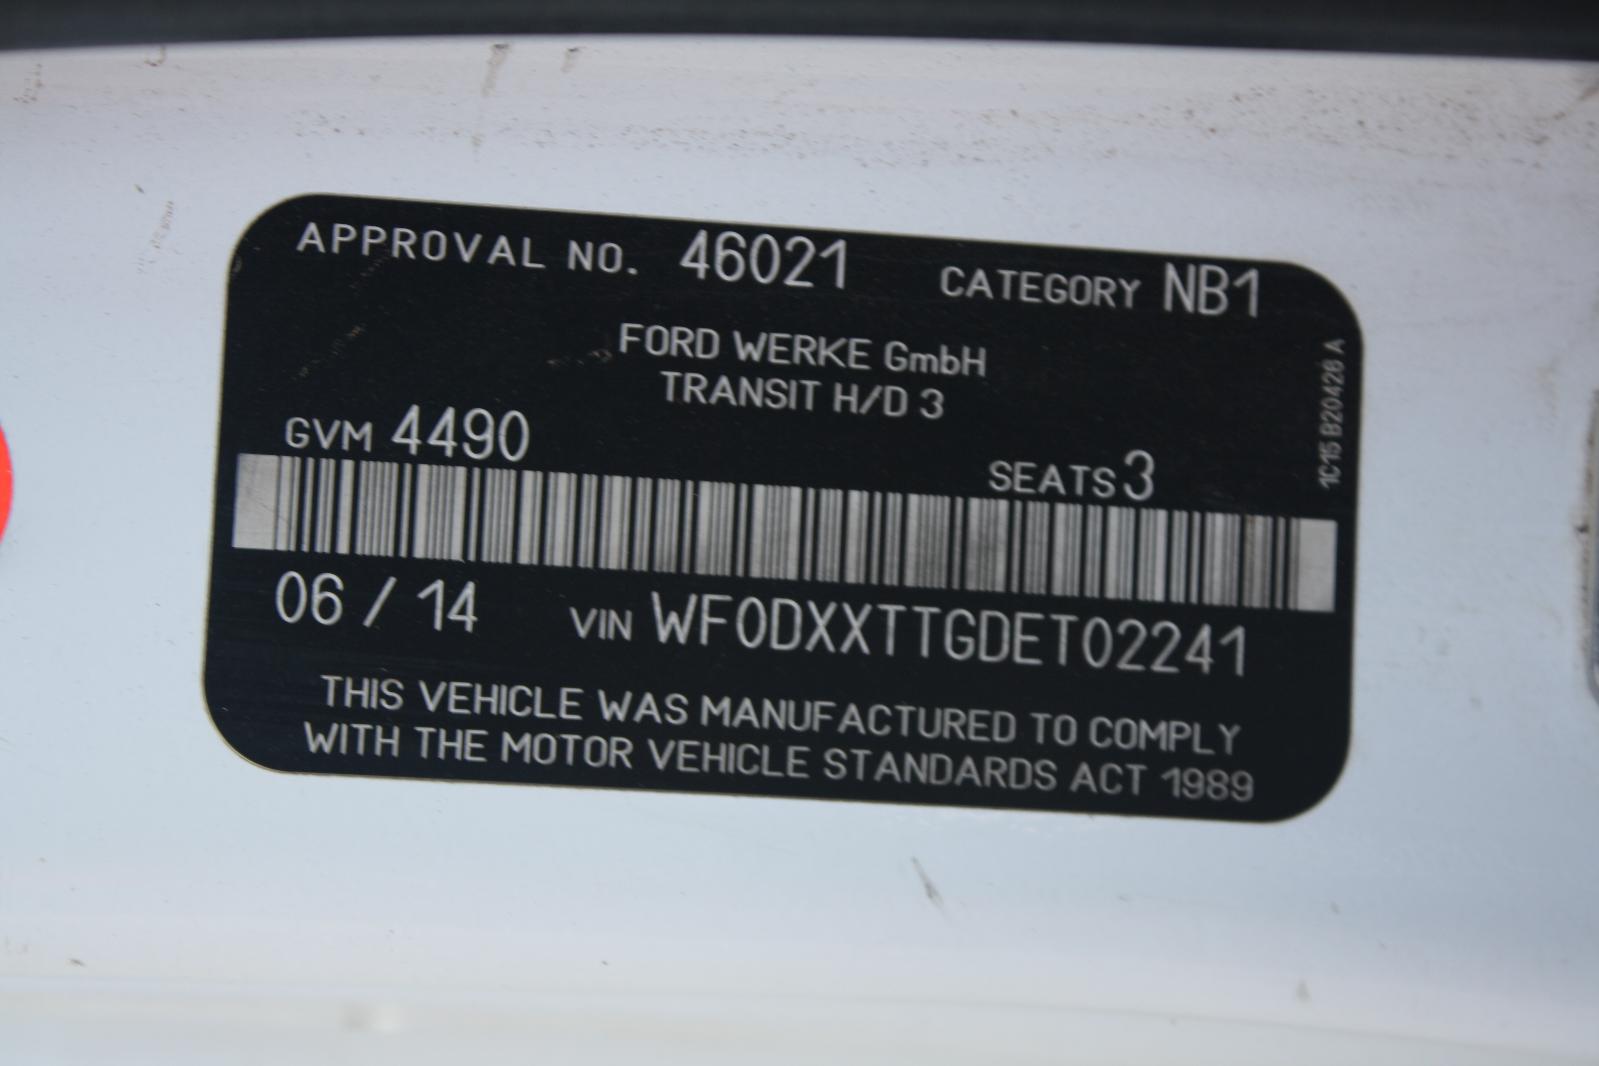 APPROVAL NO. 46021 CATEGORY NB1
FORD WERKE GmbH
TRANSIT H/D 3
GVM 4490
SEATS 3
06 / 14 VIN WF0DXXTTGDET02241
THIS VEHICLE WAS MANUFACTURED TO COMPLY
WITH THE MOTOR VEHICLE STANDARDS ACT 1989
1C15 B20426 A